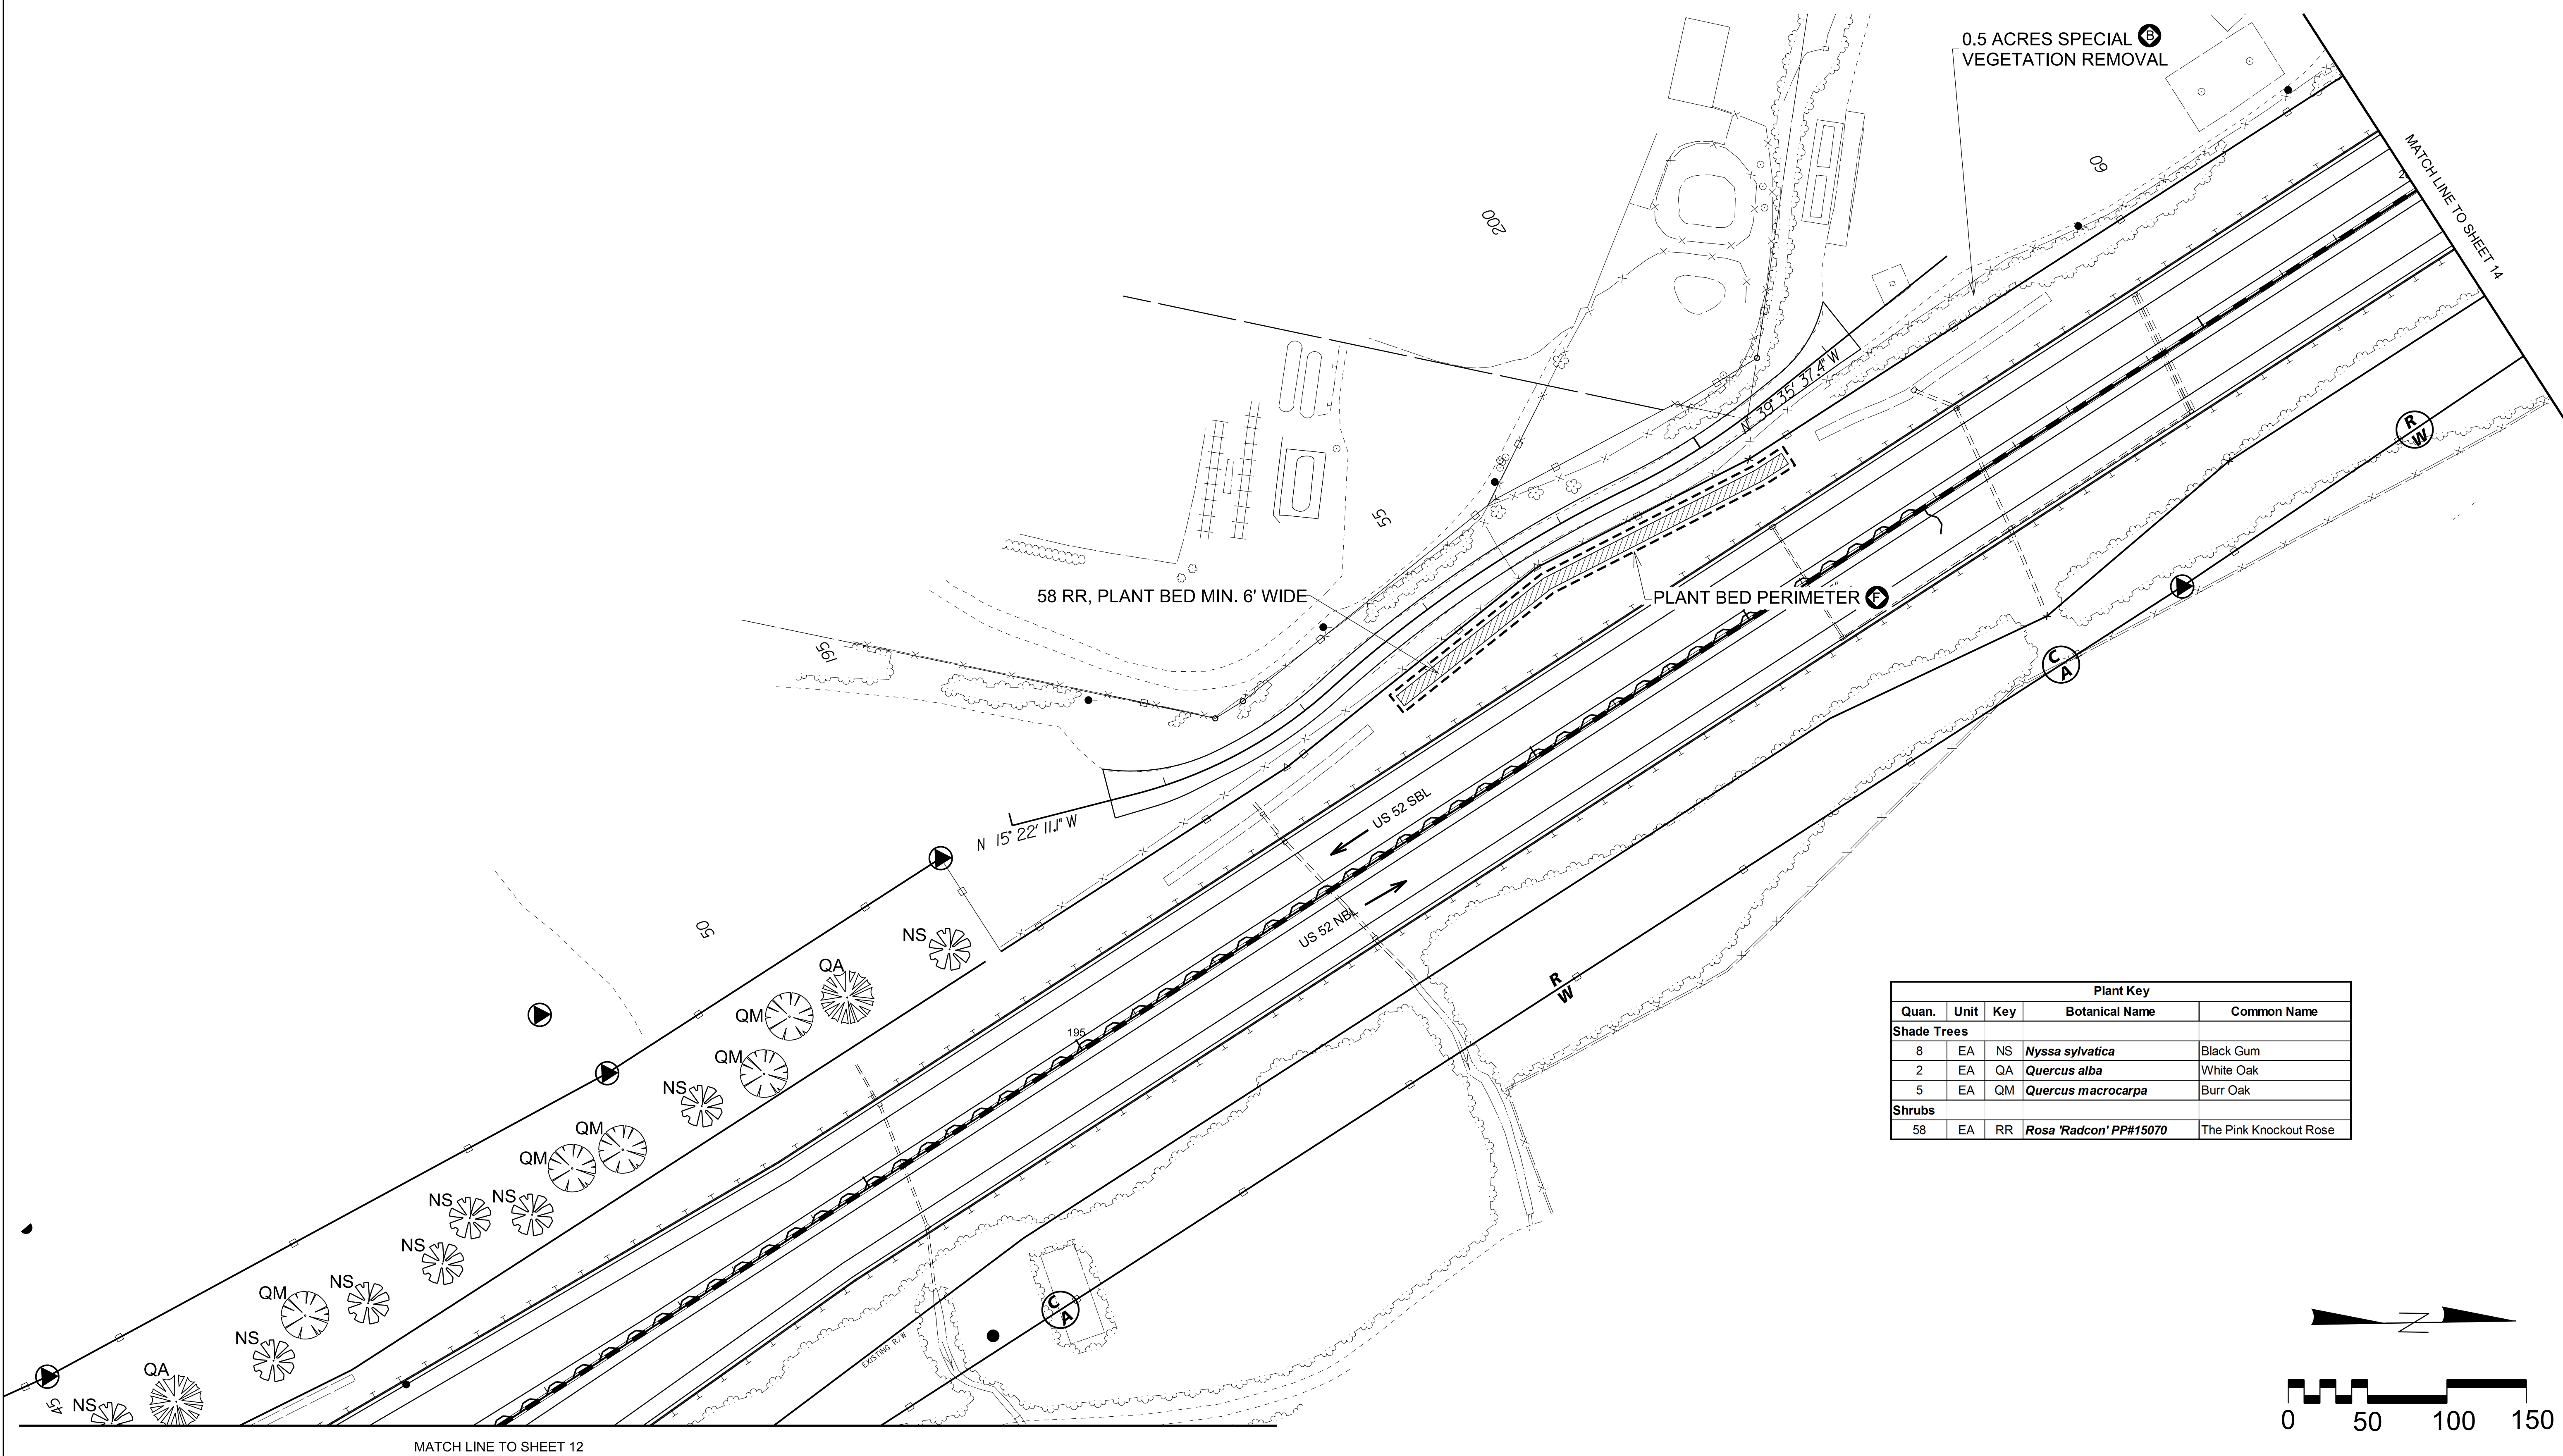 0.5 ACRES SPECIAL B
VEGETATION REMOVAL
MATCH LINE TO SHEET 14
60
200
N 39° 35' 37.4" W
R
W
55
58 RR, PLANT BED MIN. 6' WIDE
PLANT BED PERIMETER F
195
C
A
US 52 SBL
N 15° 22' 11.1" W
US 52 NBL
50
NS
QA
R
W
QM
195
QM
NS
QM
QM
NS
NS
NS
NS
QM
NS
QA
NS
45
C
A
EXISTING R/W
Plant Key
Quan. Unit Key Botanical Name Common Name
Shade Trees
8 EA NS Nyssa sylvatica Black Gum
2 EA QA Quercus alba White Oak
5 EA QM Quercus macrocarpa Burr Oak
Shrubs
58 EA RR Rosa 'Radcon' PP#15070 The Pink Knockout Rose
Z
0 50 100 150
MATCH LINE TO SHEET 12